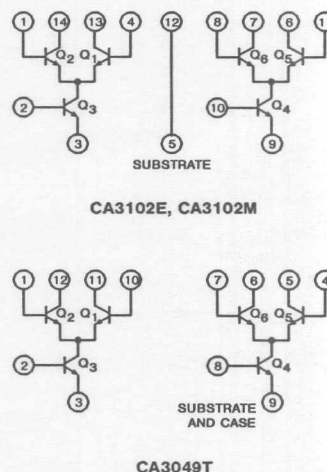 1 14 13 4 12 8 7 6 1
Q2 Q1 Q6 Q5
2 Q3 10 Q4
3 5 9
SUBSTRATE
CA3102E, CA3102M
1 12 11 10 7 6 5 4
Q2 Q1 Q6 Q5
2 Q3 8 Q4
3 9
SUBSTRATE
AND CASE
CA3049T